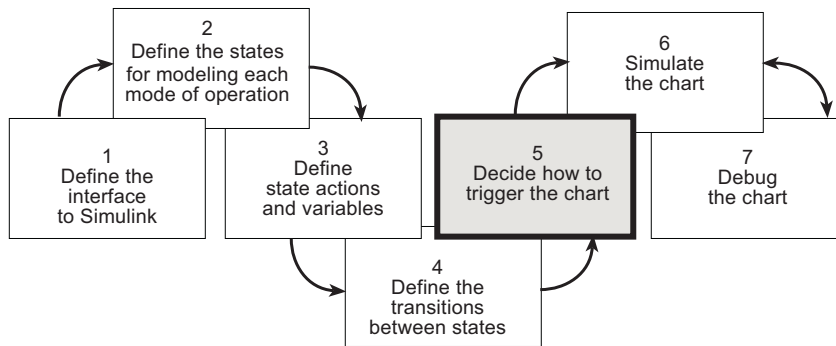 1
Define the
interface
to Simulink
2
Define the states
for modeling each
mode of operation
3
Define
state actions
and variables
4
Define the
transitions
between states
5
Decide how to
trigger the chart
6
Simulate
the chart
7
Debug
the chart